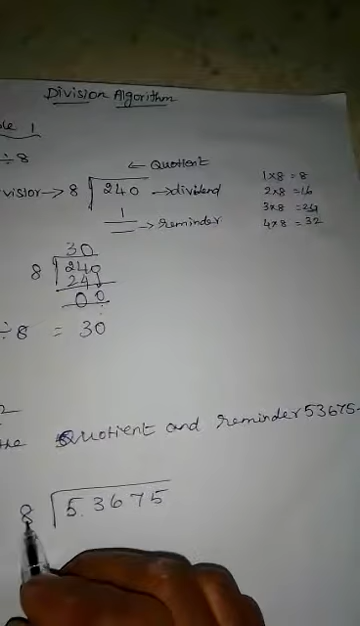 Division Algorithm
le 1
÷8
← Quotient
visior → 8 240 → dividend
1 → reminder
1×8 = 8
2×8 = 16
3×8 = 24
4×8 = 32
30
8 240
24
00
÷8 = 30
2
the Quotient and reminder 53675
8 5.3675